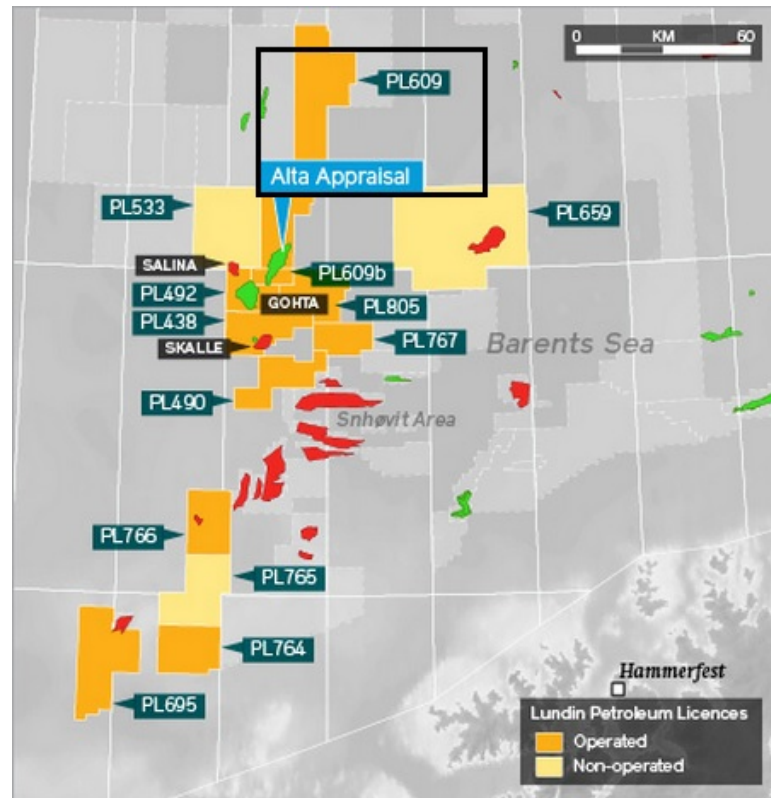 0 KM 60
PL609
Alta Appraisal
PL533
PL659
SALINA
PL609b
PL492
GOHTA
PL805
PL438
SKALLE
PL767
Barents Sea
PL490
Snhøvit Area
PL766
PL765
PL764
PL695
Hammerfest
Lundin Petroleum Licences
Operated
Non-operated